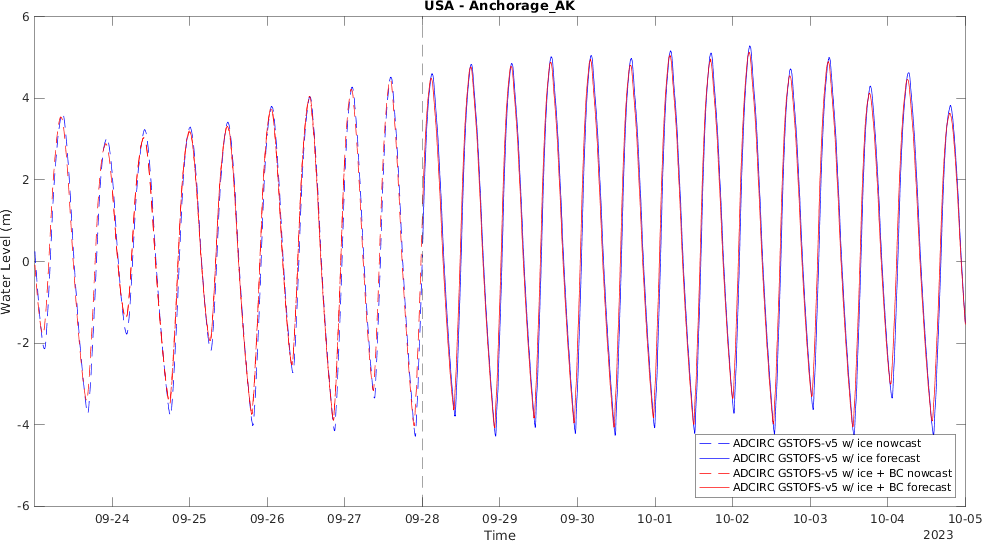 USA - Anchorage_AK
6
4
2
0
-2
-4
-6
Water Level (m)
ADCIRC GSTOFS-v5 w/ ice nowcast
ADCIRC GSTOFS-v5 w/ ice forecast
ADCIRC GSTOFS-v5 w/ ice + BC nowcast
ADCIRC GSTOFS-v5 w/ ice + BC forecast
09-24 09-25 09-26 09-27 09-28 09-29 09-30 10-01 10-02 10-03 10-04 10-05
Time 2023